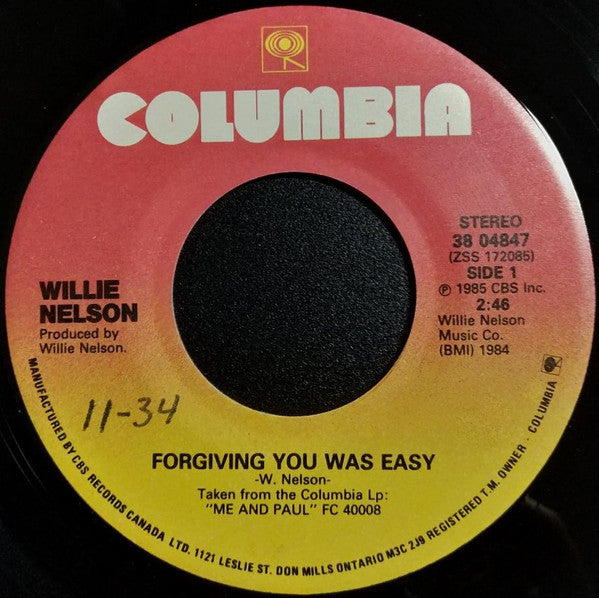 COLUMBIA
STEREO
38 04847
(ZSS 172085)
SIDE 1
℗ 1985 CBS Inc.
2:46
Willie Nelson
Music Co.
(BMI) 1984
WILLIE
NELSON
Produced by
Willie Nelson.
11-34
FORGIVING YOU WAS EASY
-W. Nelson-
Taken from the Columbia Lp:
"ME AND PAUL" FC 40008
MANUFACTURED BY CBS RECORDS CANADA LTD. 1121 LESLIE ST. DON MILLS ONTARIO M3C 2J9 REGISTERED T.M. OWNER - COLUMBIA